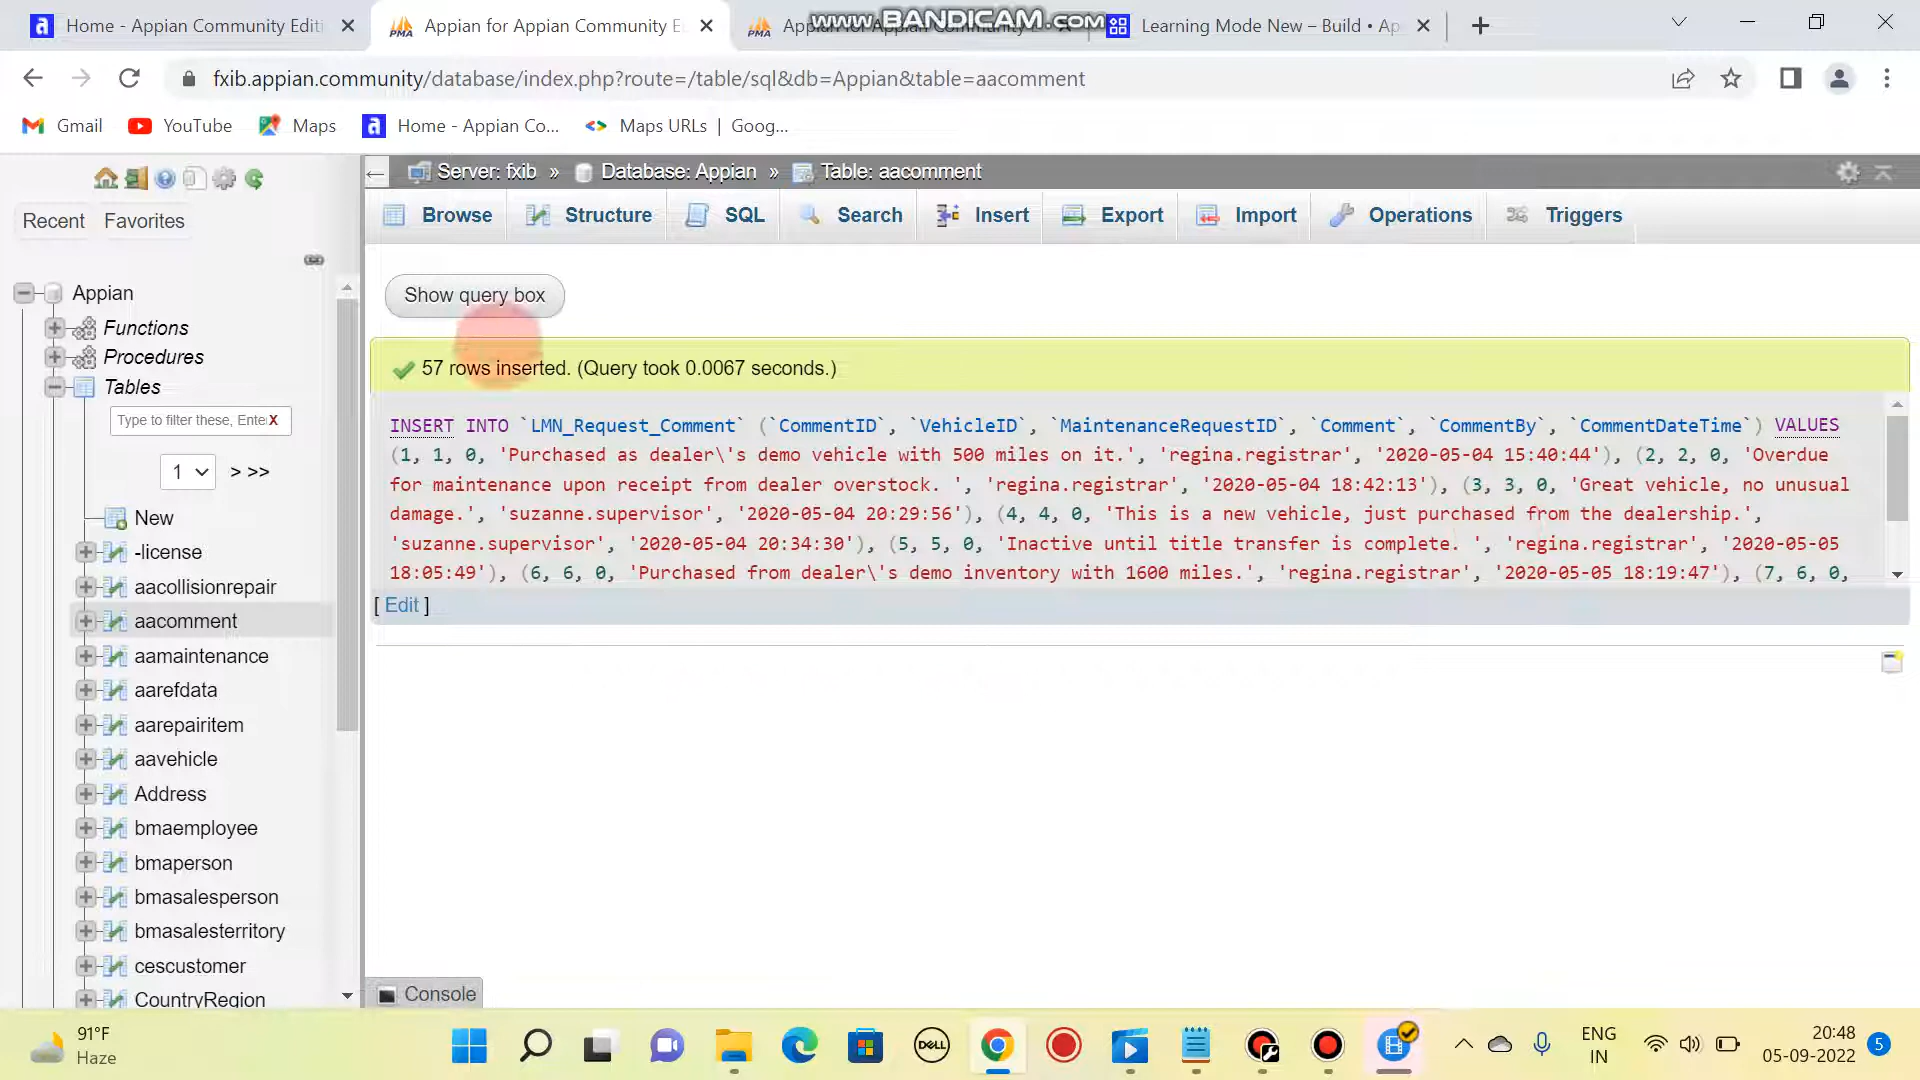 www.BANDICAM.com
Home - Appian Community Editi
Appian for Appian Community E
Appian for Appian Community E
Learning Mode New – Build • Ap
fxib.appian.community/database/index.php?route=/table/sql&db=Appian&table=aacomment
Gmail
YouTube
Maps
Home - Appian Co...
Maps URLs | Goog...
Recent
Favorites
Appian
Functions
Procedures
Tables
Type to filter these, Enter X
1 > >>
New
-license
aacollisionrepair
aacomment
aamaintenance
aarefdata
aarepairitem
aavehicle
Address
bmaemployee
bmaperson
bmasalesperson
bmasalesterritory
cescustomer
CountryRegion
Server: fxib » Database: Appian » Table: aacomment
Browse
Structure
SQL
Search
Insert
Export
Import
Operations
Triggers
Show query box
57 rows inserted. (Query took 0.0067 seconds.)
INSERT INTO `LMN_Request_Comment` (`CommentID`, `VehicleID`, `MaintenanceRequestID`, `Comment`, `CommentBy`, `CommentDateTime`) VALUES
(1, 1, 0, 'Purchased as dealer\'s demo vehicle with 500 miles on it.', 'regina.registrar', '2020-05-04 15:40:44'), (2, 2, 0, 'Overdue
for maintenance upon receipt from dealer overstock. ', 'regina.registrar', '2020-05-04 18:42:13'), (3, 3, 0, 'Great vehicle, no unusual
damage.', 'suzanne.supervisor', '2020-05-04 20:29:56'), (4, 4, 0, 'This is a new vehicle, just purchased from the dealership.',
'suzanne.supervisor', '2020-05-04 20:34:30'), (5, 5, 0, 'Inactive until title transfer is complete. ', 'regina.registrar', '2020-05-05
18:05:49'), (6, 6, 0, 'Purchased from dealer\'s demo inventory with 1600 miles.', 'regina.registrar', '2020-05-05 18:19:47'), (7, 6, 0,
[ Edit ]
Console
91°F
Haze
DELL
ENG
IN
20:48
05-09-2022
5